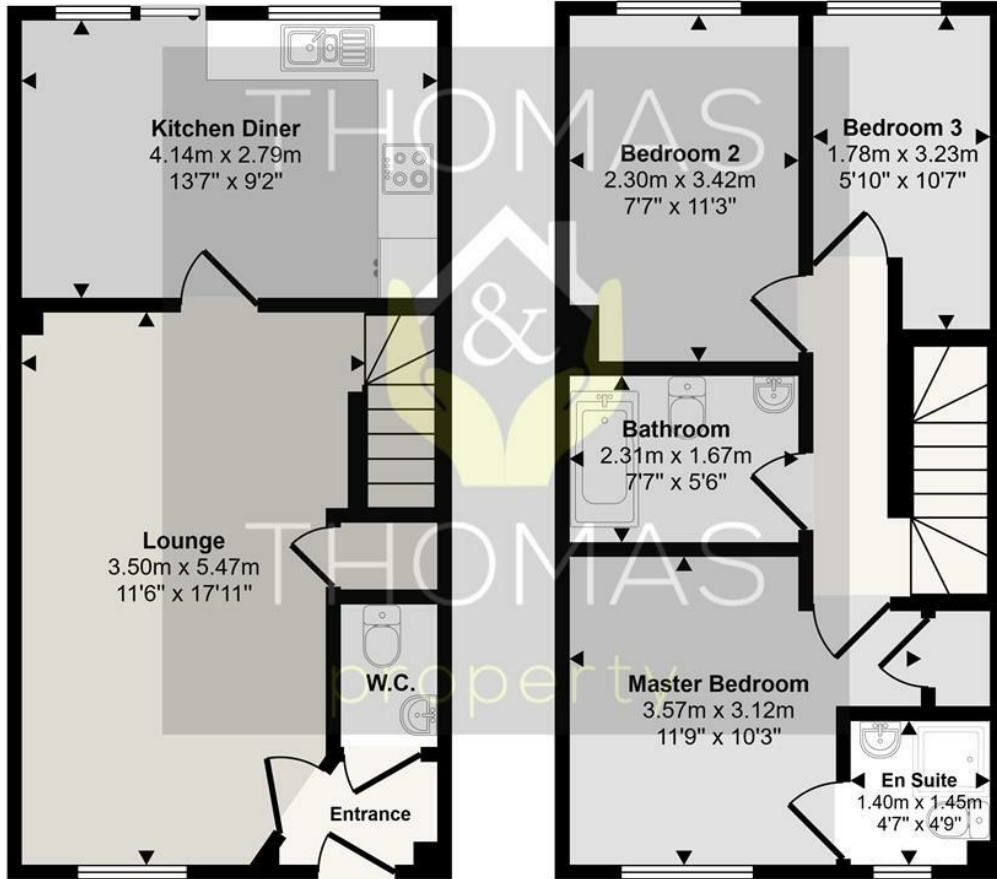 Kitchen Diner
4.14m x 2.79m
13'7" x 9'2"
Lounge
3.50m x 5.47m
11'6" x 17'11"
W.C.
Entrance
Bedroom 2
2.30m x 3.42m
7'7" x 11'3"
Bedroom 3
1.78m x 3.23m
5'10" x 10'7"
Bathroom
2.31m x 1.67m
7'7" x 5'6"
Master Bedroom
3.57m x 3.12m
11'9" x 10'3"
En Suite
1.40m x 1.45m
4'7" x 4'9"
THOMAS
&
THOMAS
property